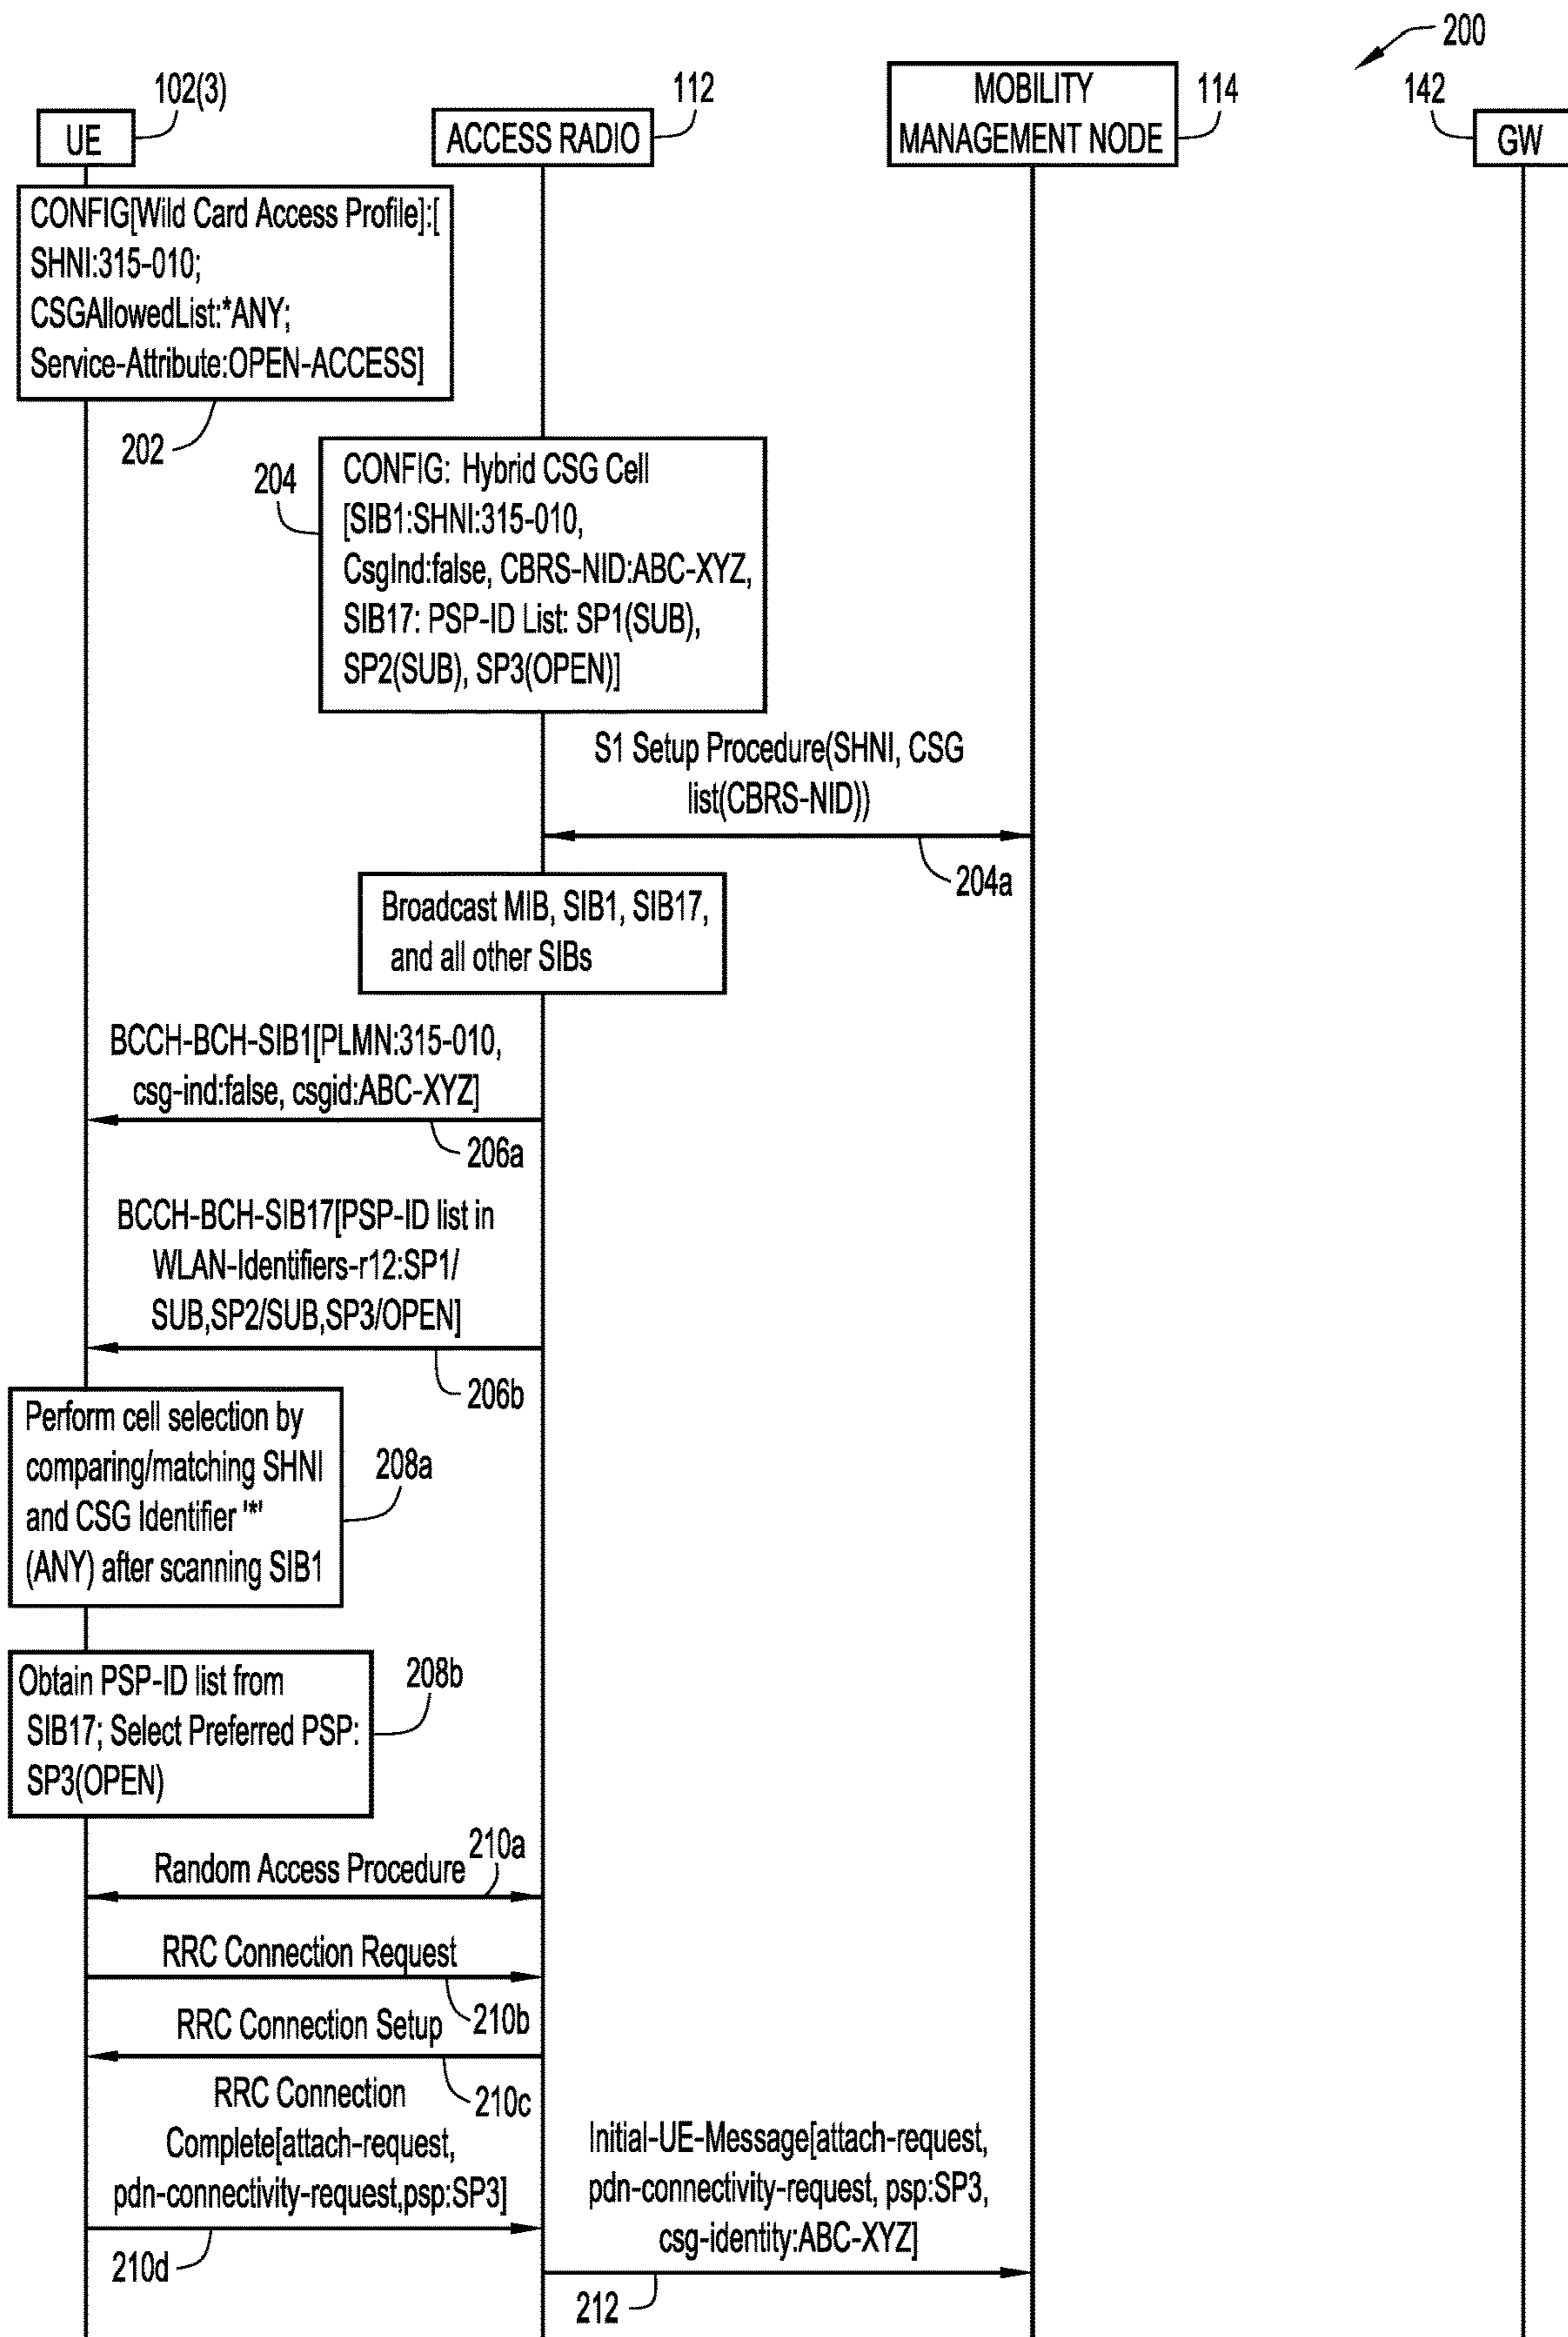 200
102(3)
112
114
142
UE
ACCESS RADIO
MOBILITY
MANAGEMENT NODE
GW
CONFIG[Wild Card Access Profile]:[
SHNI:315-010;
CSGAllowedList:*ANY;
Service-Attribute:OPEN-ACCESS]
202
204
CONFIG: Hybrid CSG Cell
[SIB1:SHNI:315-010,
CsgInd:false, CBRS-NID:ABC-XYZ,
SIB17: PSP-ID List: SP1(SUB),
SP2(SUB), SP3(OPEN)]
S1 Setup Procedure(SHNI, CSG
list(CBRS-NID))
204a
Broadcast MIB, SIB1, SIB17,
and all other SIBs
BCCH-BCH-SIB1[PLMN:315-010,
csg-ind:false, csgid:ABC-XYZ]
206a
BCCH-BCH-SIB17[PSP-ID list in
WLAN-Identifiers-r12:SP1/
SUB,SP2/SUB,SP3/OPEN]
206b
Perform cell selection by
comparing/matching SHNI
and CSG Identifier '*'
(ANY) after scanning SIB1
208a
Obtain PSP-ID list from
SIB17; Select Preferred PSP:
SP3(OPEN)
208b
210a
Random Access Procedure
RRC Connection Request
210b
RRC Connection Setup
210c
RRC Connection
Complete[attach-request,
pdn-connectivity-request,psp:SP3]
210d
Initial-UE-Message[attach-request,
pdn-connectivity-request, psp:SP3,
csg-identity:ABC-XYZ]
212